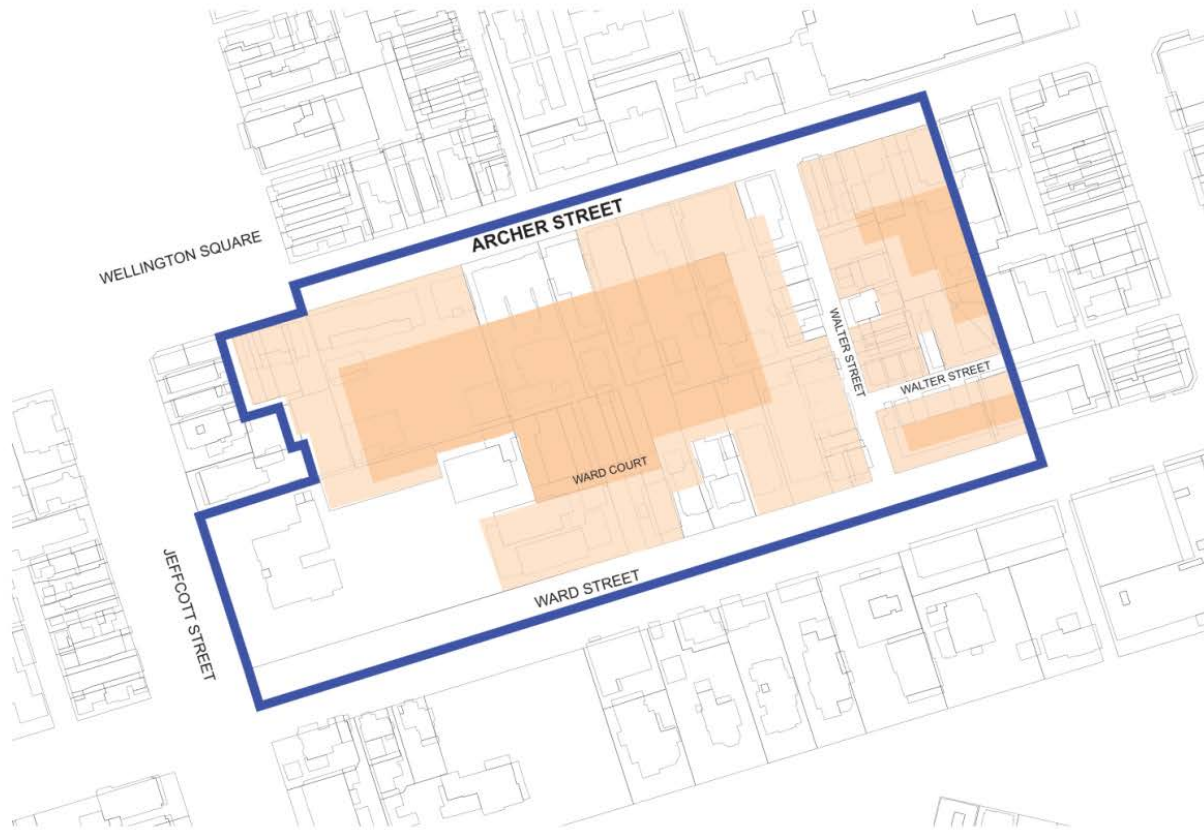 ARCHER STREET
WELLINGTON SQUARE
WALTER STREET
WALTER STREET
WARD COURT
WARD STREET
JEFFCOTT STREET